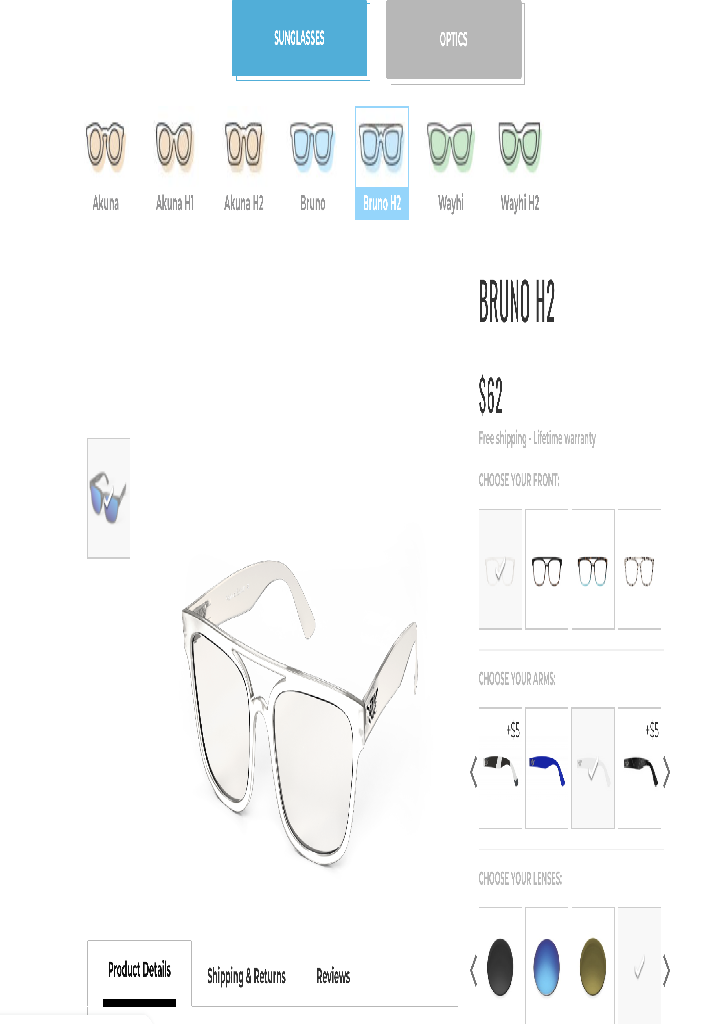 SUNGLASSES
OPTICS
Akuna
Akuna H1
Akuna H2
Bruno
Bruno H2
Wayhi
Wayhi H2
BRUNO H2
$62
Free shipping - Lifetime warranty
CHOOSE YOUR FRONT:
CHOOSE YOUR ARMS:
+$5
+$5
CHOOSE YOUR LENSES:
Product Details
Shipping & Returns
Reviews